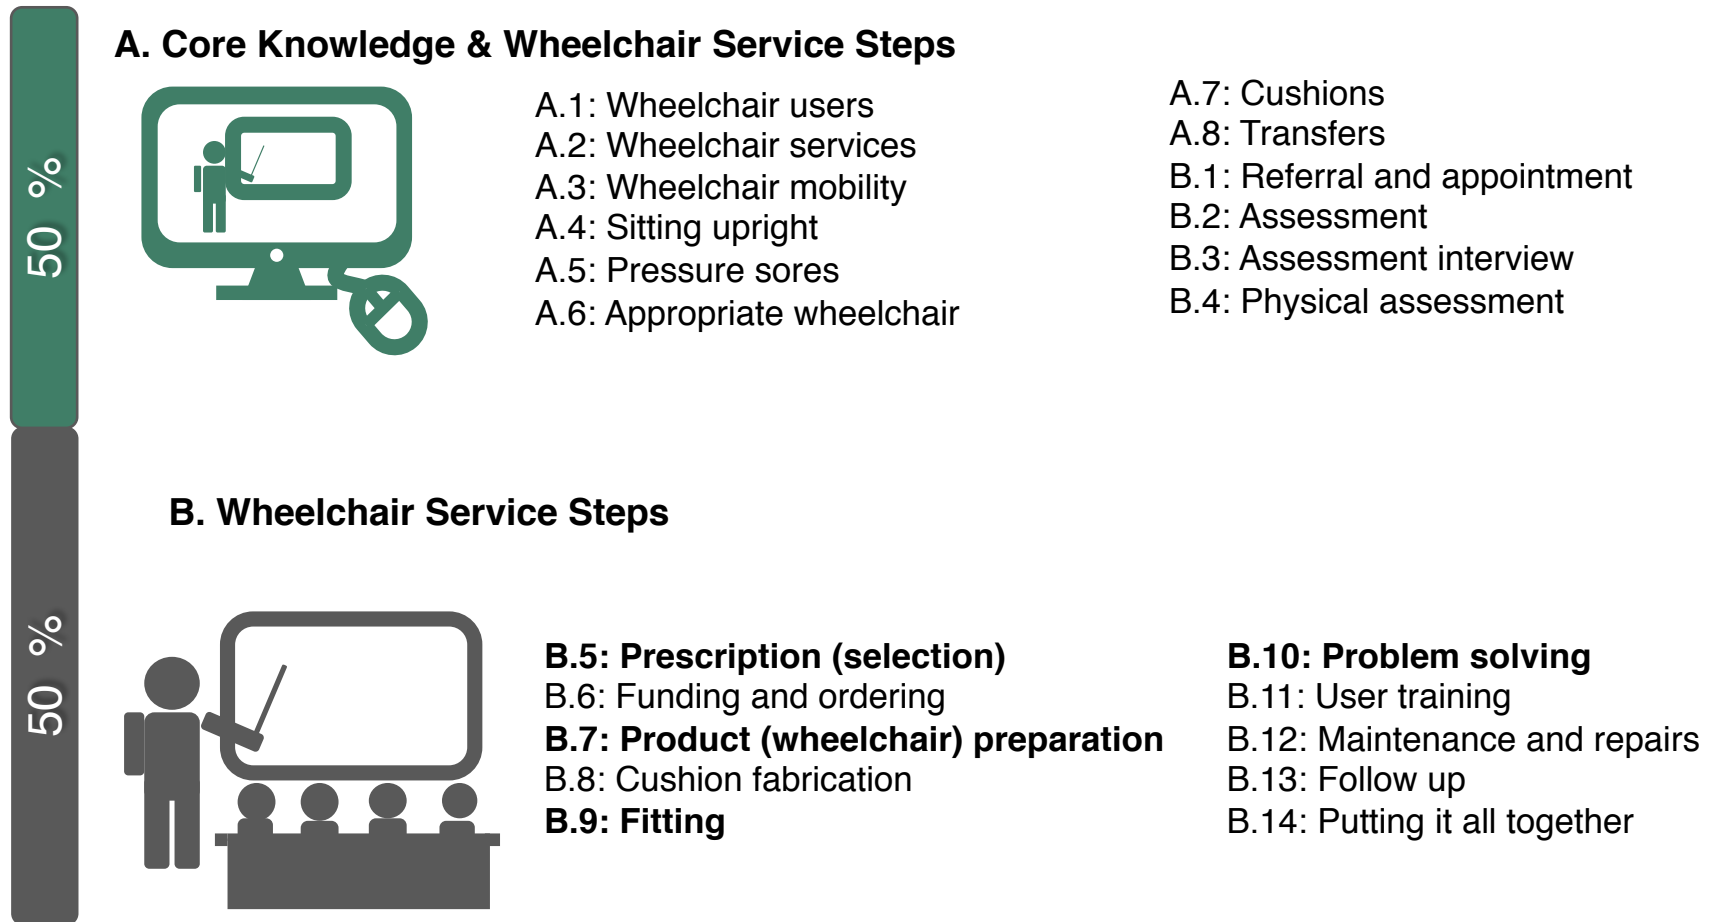 50 %
A. Core Knowledge & Wheelchair Service Steps
A.1: Wheelchair users
A.2: Wheelchair services
A.3: Wheelchair mobility
A.4: Sitting upright
A.5: Pressure sores
A.6: Appropriate wheelchair
A.7: Cushions
A.8: Transfers
B.1: Referral and appointment
B.2: Assessment
B.3: Assessment interview
B.4: Physical assessment
50 %
B. Wheelchair Service Steps
B.5: Prescription (selection)
B.6: Funding and ordering
B.7: Product (wheelchair) preparation
B.8: Cushion fabrication
B.9: Fitting
B.10: Problem solving
B.11: User training
B.12: Maintenance and repairs
B.13: Follow up
B.14: Putting it all together